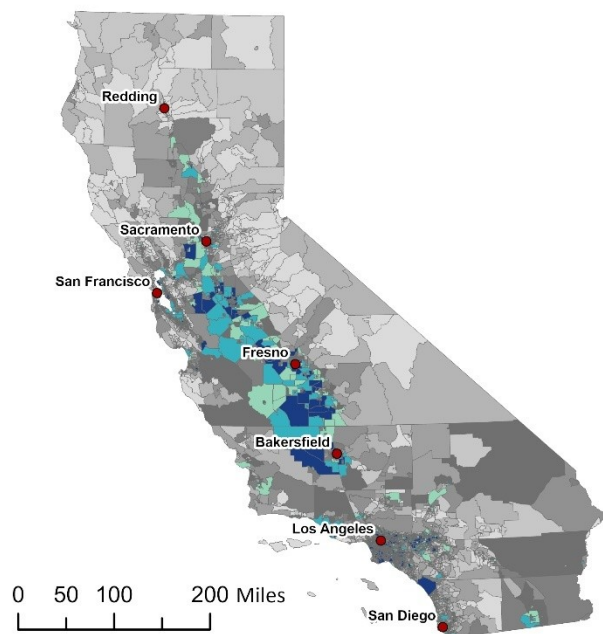 Redding
Sacramento
San Francisco
Fresno
Bakersfield
Los Angeles
0 50 100 200 Miles
San Diego